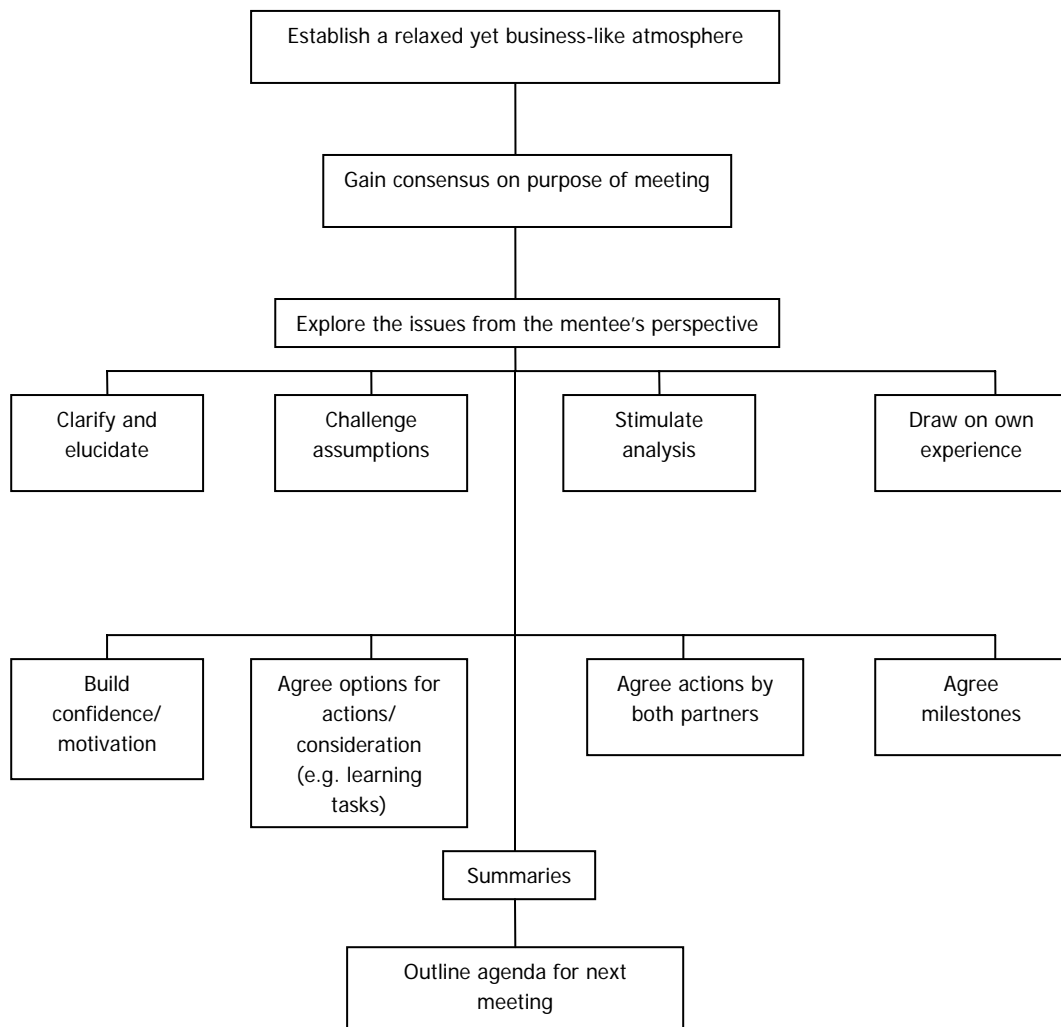 Establish a relaxed yet business-like atmosphere
Gain consensus on purpose of meeting
Explore the issues from the mentee's perspective
Clarify and
elucidate
Challenge
assumptions
Stimulate
analysis
Draw on own
experience
Build
confidence/
motivation
Agree options for
actions/
consideration
(e.g. learning
tasks)
Agree actions by
both partners
Agree
milestones
Summaries
Outline agenda for next
meeting